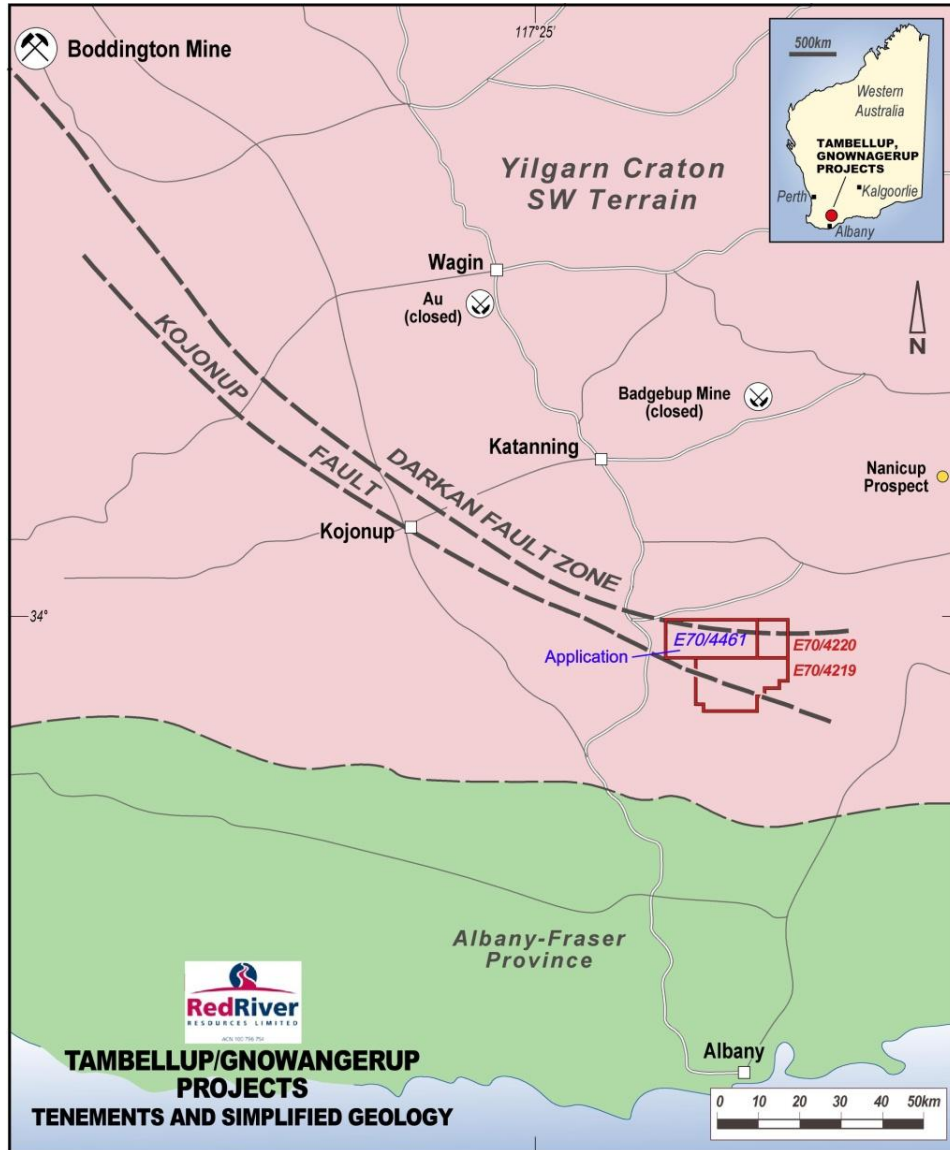 Boddington Mine
117°25'
500km
Western
Australia
TAMBELLUP,
GNOWNAGERUP
PROJECTS
Perth
Kalgoorlie
Albany
Yilgarn Craton
SW Terrain
Wagin
Au
(closed)
N
KOJONUP
FAULT
DARKAN FAULT ZONE
Badgebup Mine
(closed)
Katanning
Nanicup
Prospect
Kojonup
34°
E70/4461
Application
E70/4220
E70/4219
Albany-Fraser
Province
RedRiver
RESOURCES LIMITED
TAMBELLUP/GNOWANGERUP
PROJECTS
TENEMENTS AND SIMPLIFIED GEOLOGY
Albany
0 10 20 30 40 50km